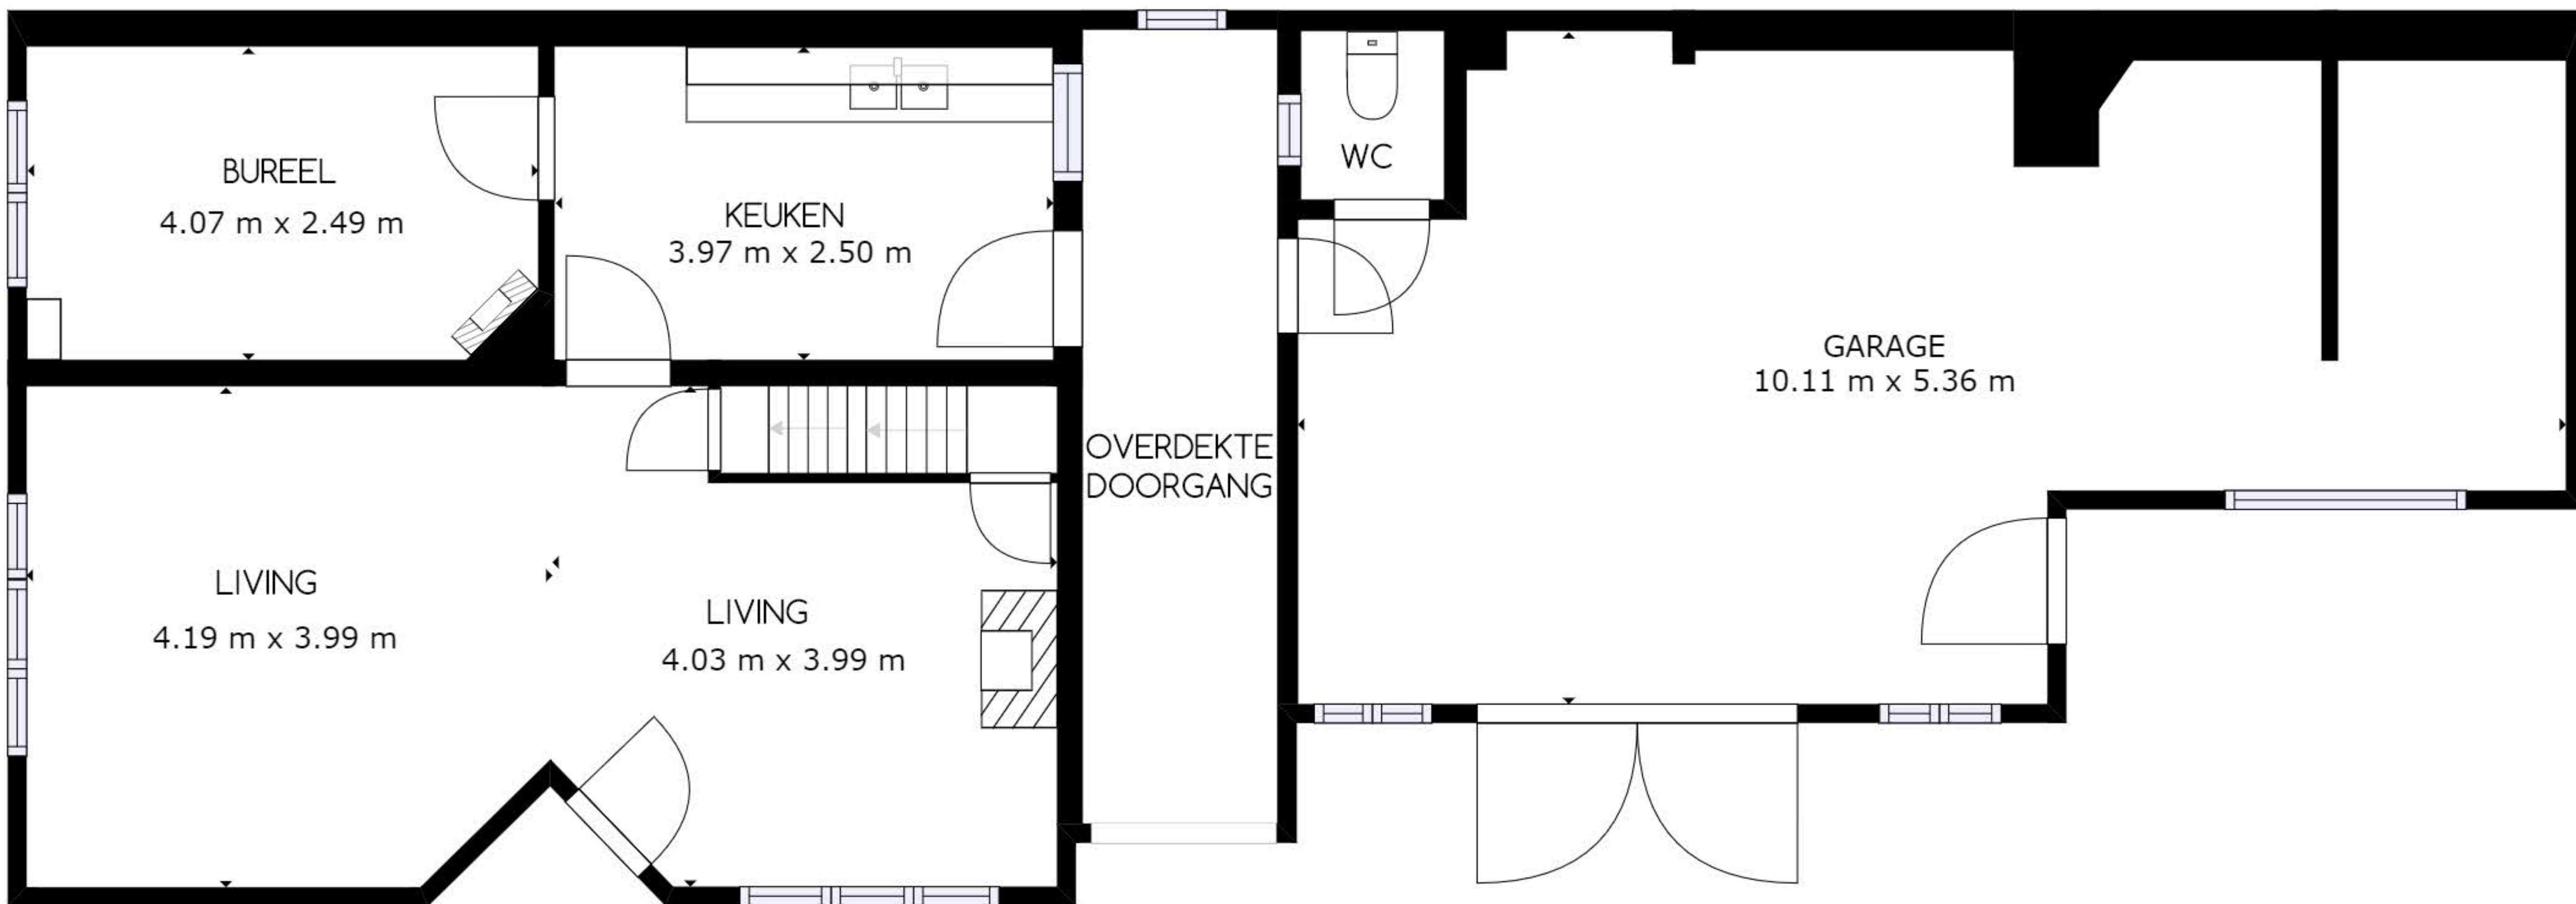 BUREEL
4.07 m x 2.49 m
KEUKEN
3.97 m x 2.50 m
WC
GARAGE
10.11 m x 5.36 m
OVERDEKTE
DOORGANG
LIVING
4.19 m x 3.99 m
LIVING
4.03 m x 3.99 m